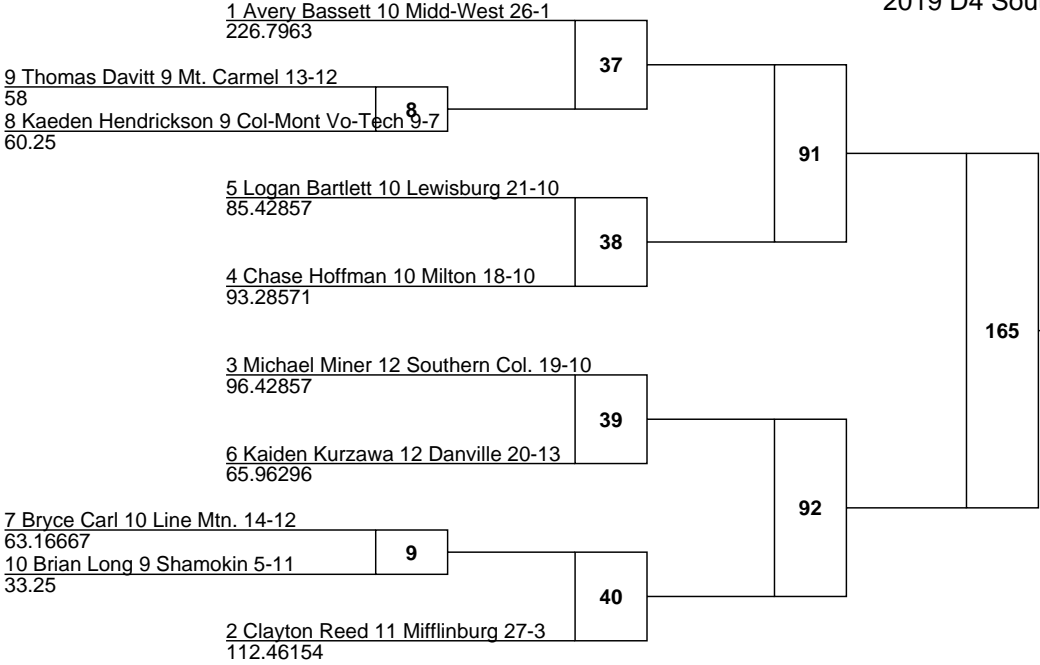 2019 D4 Sou
1 Avery Bassett 10 Midd-West 26-1
226.7963
37
9 Thomas Davitt 9 Mt. Carmel 13-12
58
8
8 Kaeden Hendrickson 9 Col-Mont Vo-Tech 9-7
60.25
91
5 Logan Bartlett 10 Lewisburg 21-10
85.42857
38
4 Chase Hoffman 10 Milton 18-10
93.28571
165
3 Michael Miner 12 Southern Col. 19-10
96.42857
39
6 Kaiden Kurzawa 12 Danville 20-13
65.96296
92
7 Bryce Carl 10 Line Mtn. 14-12
63.16667
9
10 Brian Long 9 Shamokin 5-11
33.25
40
2 Clayton Reed 11 Mifflinburg 27-3
112.46154